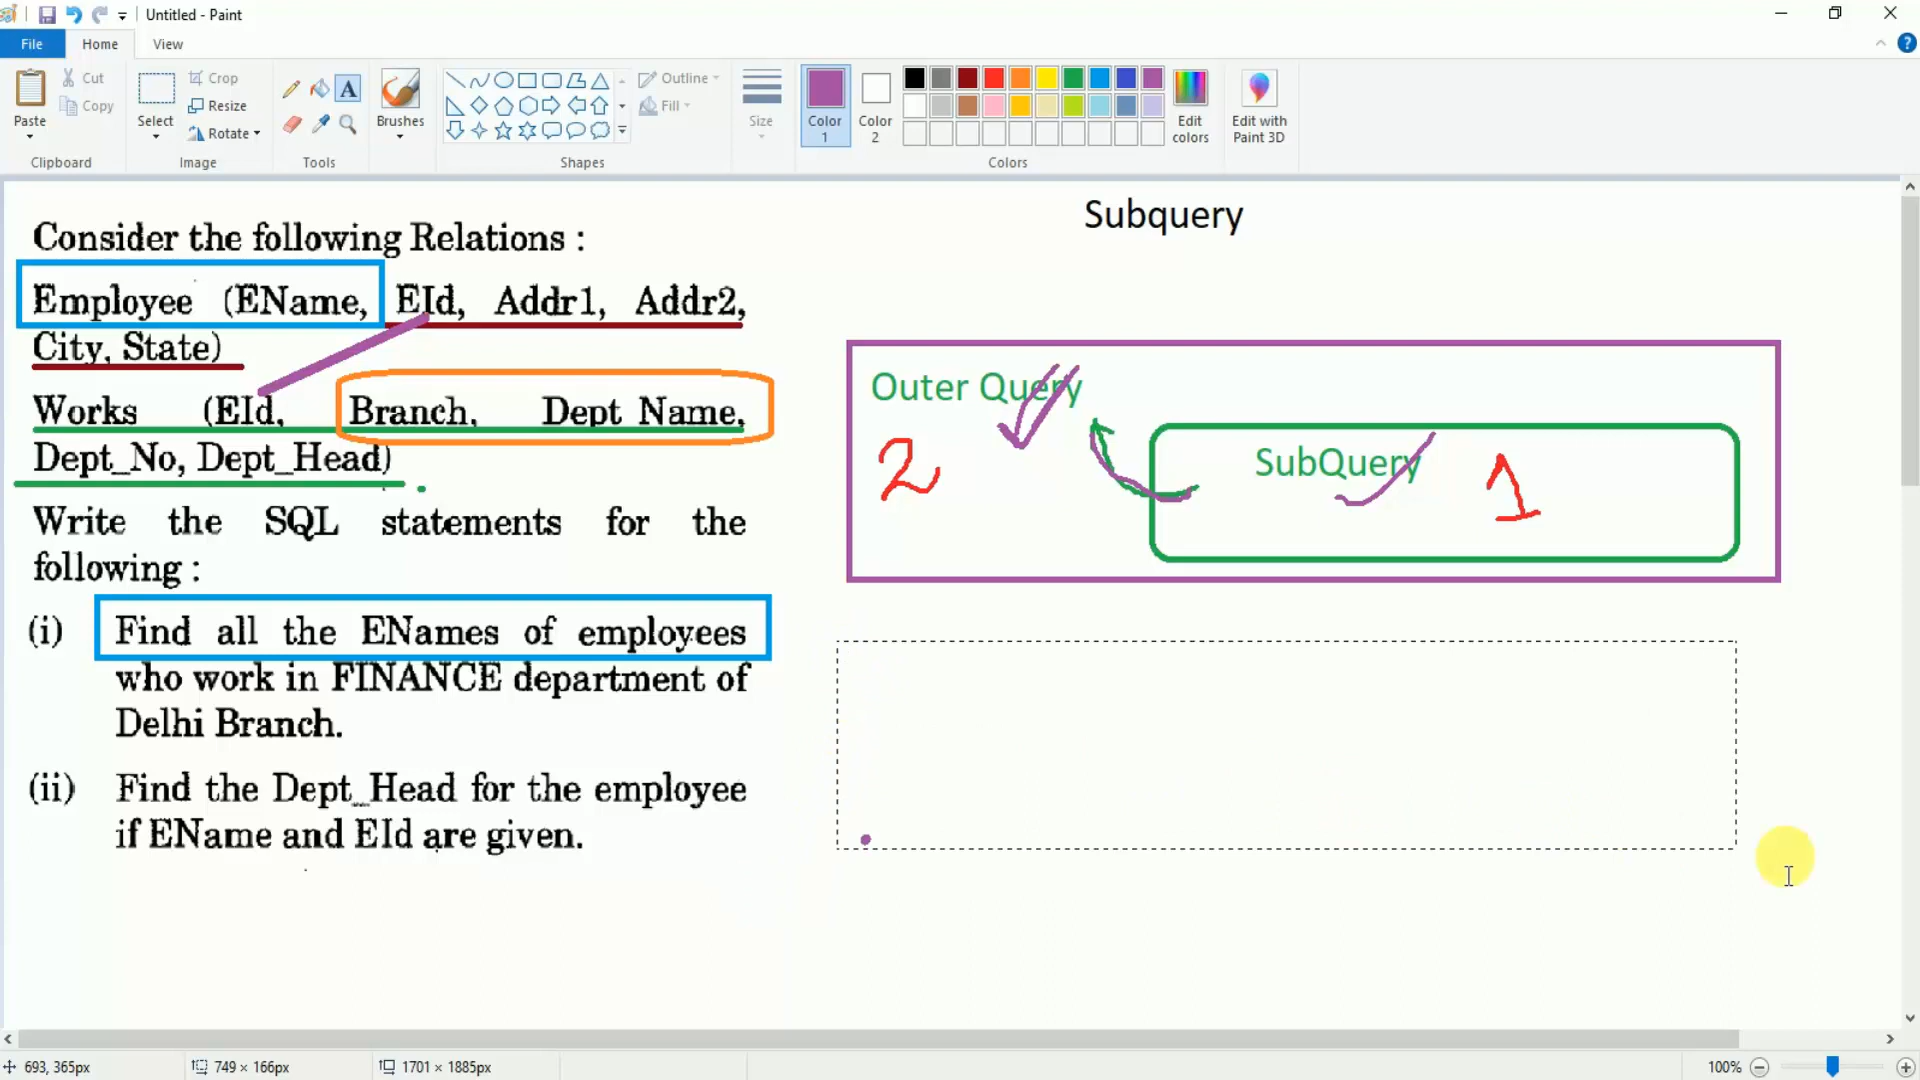 Untitled - Paint
File
Home
View
Paste
Cut
Copy
Clipboard
Select
Crop
Resize
Rotate
Image
A
Tools
Brushes
Shapes
Outline
Fill
Size
Color
1
Color
2
Edit
colors
Edit with
Paint 3D
Colors
Consider the following Relations :
Employee (EName, EId, Addr1, Addr2,
City, State)
Works (EId, Branch, Dept Name,
Dept_No, Dept_Head)
Write the SQL statements for the
following :
(i) Find all the ENames of employees
who work in FINANCE department of
Delhi Branch.
(ii) Find the Dept_Head for the employee
if EName and EId are given.
Subquery
Outer Query
2
SubQuery
1
693, 365px
749 × 166px
1701 × 1885px
100%